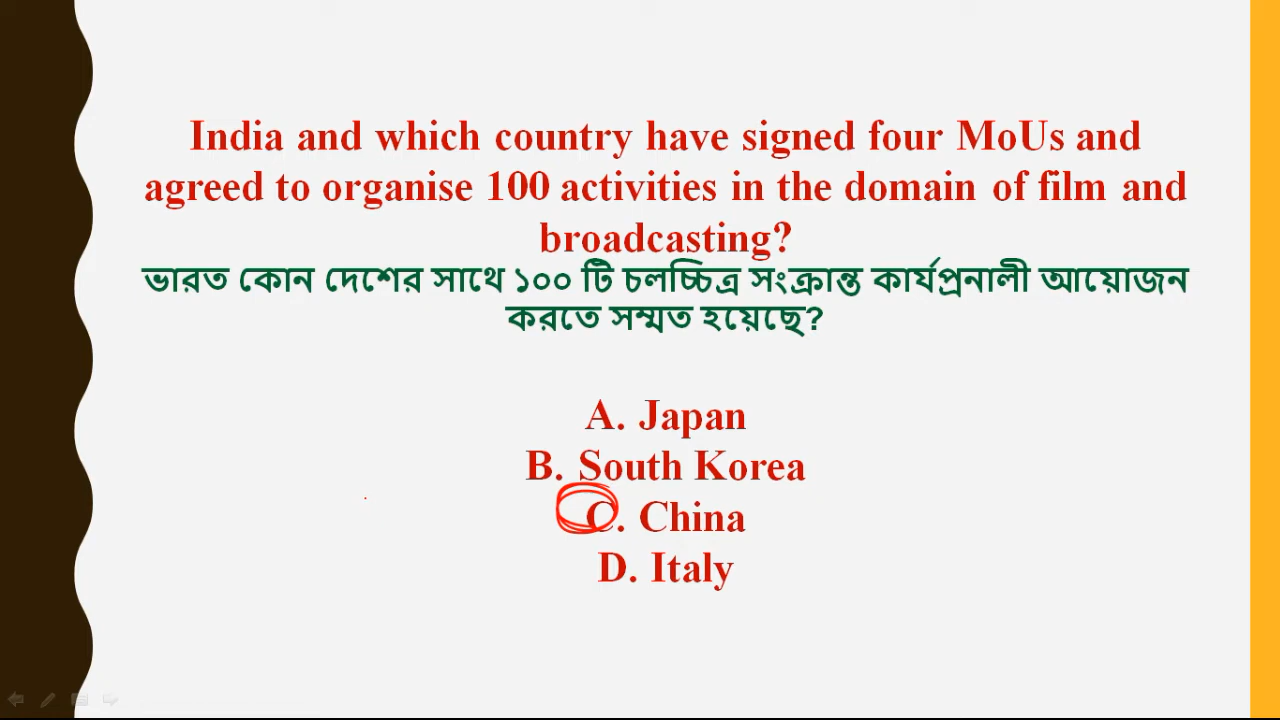 India and which country have signed four MoUs and
agreed to organise 100 activities in the domain of film and
broadcasting?
ভারত কোন দেশের সাথে ১০০ টি চলচ্চিত্র সংক্রান্ত কার্যপ্রনালী আয়োজন
করতে সম্মত হয়েছে?
A. Japan
B. South Korea
C. China
D. Italy